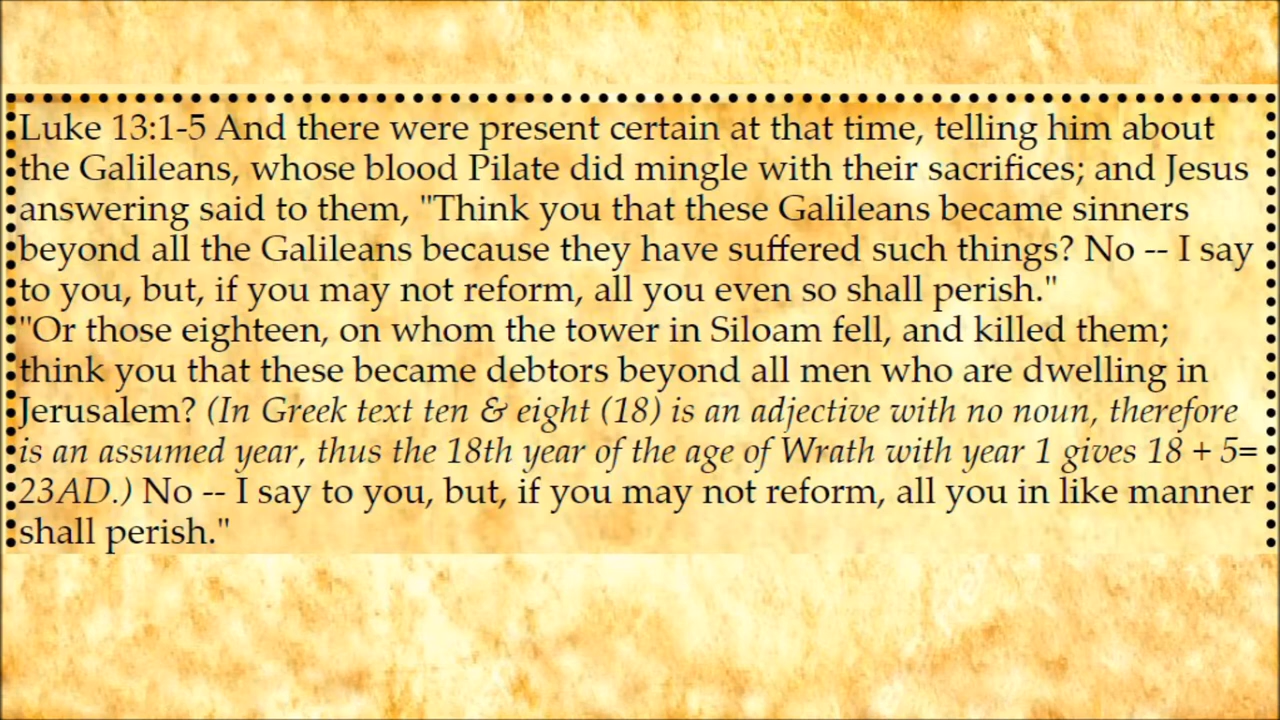 Luke 13:1-5 And there were present certain at that time, telling him about
the Galileans, whose blood Pilate did mingle with their sacrifices; and Jesus
answering said to them, "Think you that these Galileans became sinners
beyond all the Galileans because they have suffered such things? No -- I say
to you, but, if you may not reform, all you even so shall perish."
"Or those eighteen, on whom the tower in Siloam fell, and killed them;
think you that these became debtors beyond all men who are dwelling in
Jerusalem? (In Greek text ten & eight (18) is an adjective with no noun, therefore
is an assumed year, thus the 18th year of the age of Wrath with year 1 gives 18 + 5=
23AD.) No -- I say to you, but, if you may not reform, all you in like manner
shall perish."